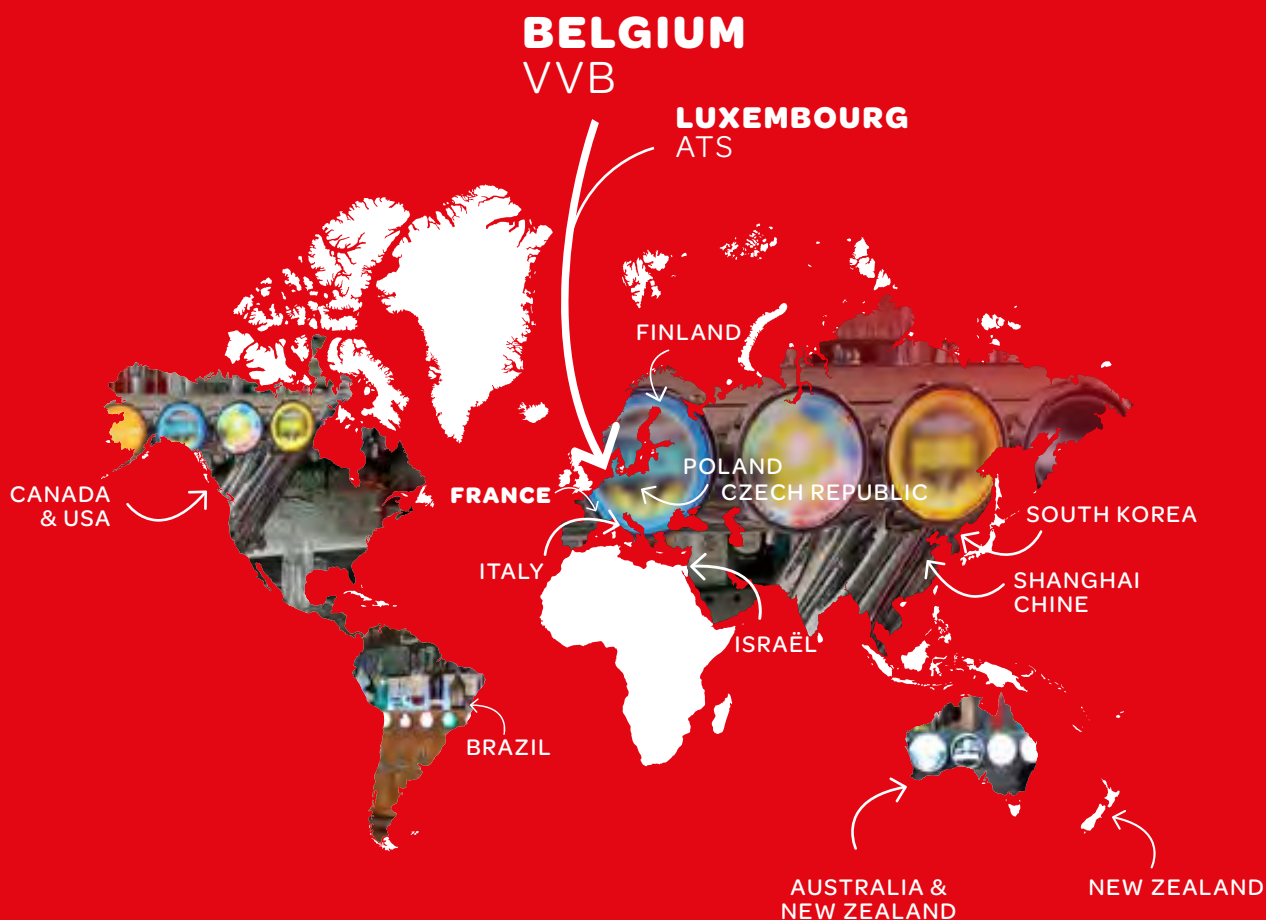 BELGIUM
VVB
LUXEMBOURG
ATS
FINLAND
POLAND
CZECH REPUBLIC
FRANCE
CANADA
& USA
SOUTH KOREA
ITALY
SHANGHAI
CHINE
ISRAËL
BRAZIL
AUSTRALIA &
NEW ZEALAND
NEW ZEALAND